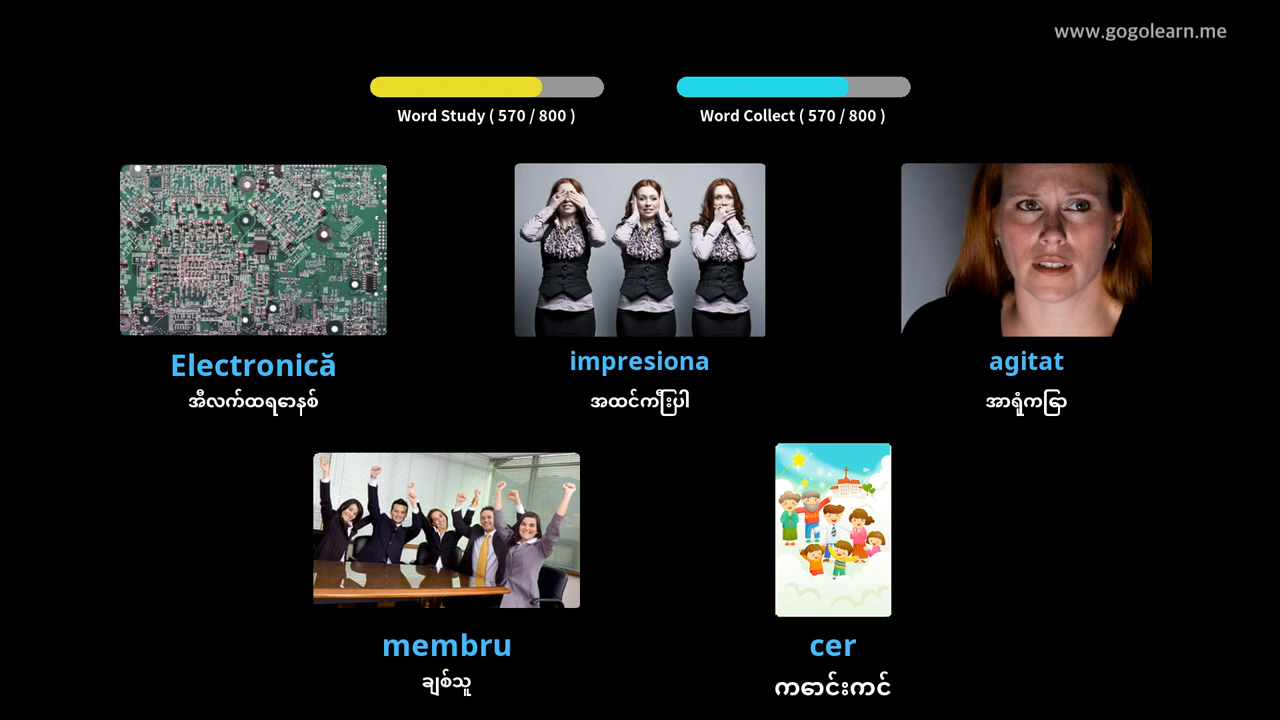 www.gogolearn.me
Word Study ( 570 / 800 )
Word Collect ( 570 / 800 )
Electronică
impresiona
agitat
အီလက်ထရောနစ်
အထင်ကြီးပါ
အာရုံကြော
membru
cer
ချစ်သူ
ကောင်းကင်